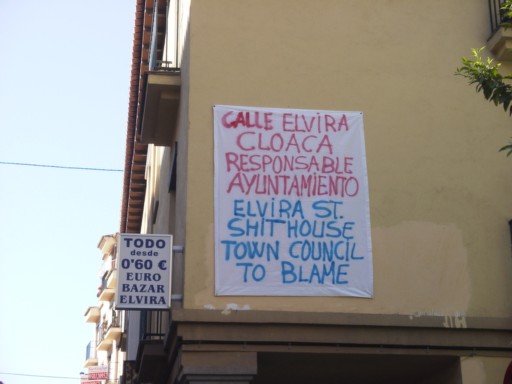 CALLE ELVIRA
CLOACA
RESPONSABLE
AYUNTAMIENTO
ELVIRA ST.
SHITHOUSE
TOWN COUNCIL
TO BLAME
TODO
desde
0'60 €
EURO
BAZAR
ELVIRA